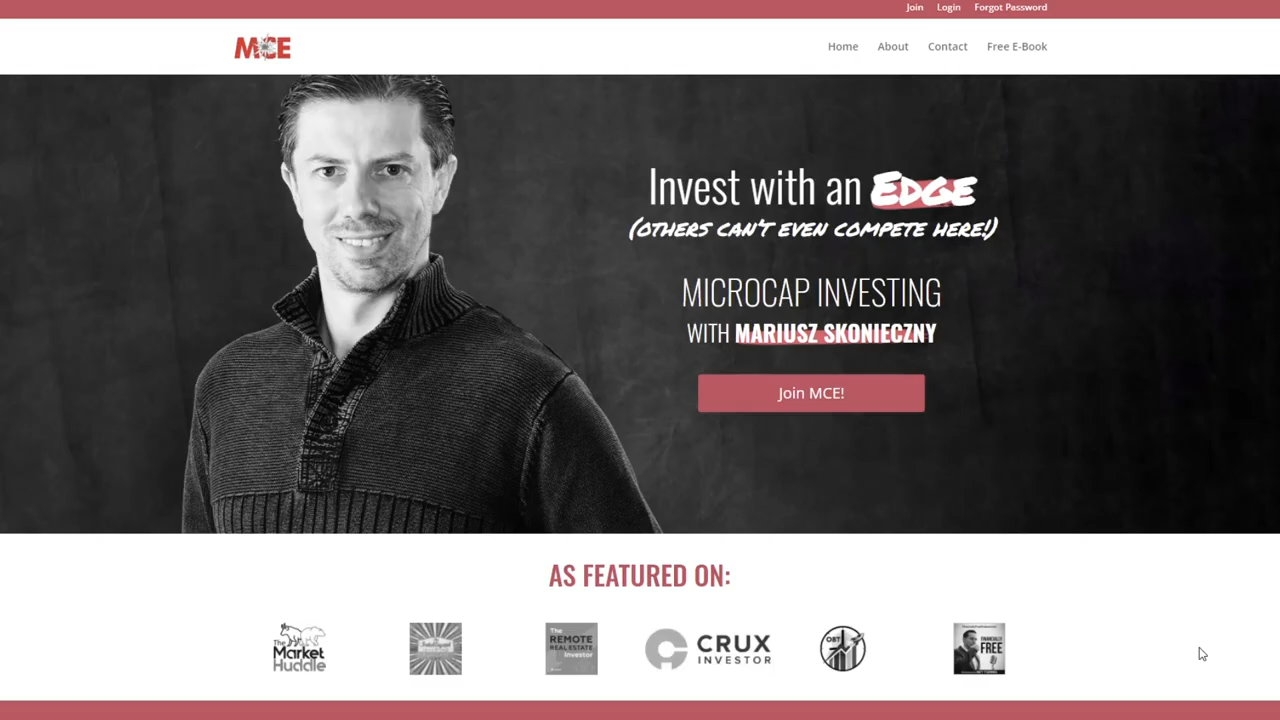 Join Login Forgot Password
MCE
Home About Contact Free E-Book
Invest with an EDGE
(OTHERS CAN'T EVEN COMPETE HERE!)
MICROCAP INVESTING
WITH MARIUSZ SKONIECZNY
Join MCE!
AS FEATURED ON:
The
Market
Huddle
The
REMOTE
REAL ESTATE
Investor
CRUX
INVESTOR
OBT
FINANCIALLY
FREE